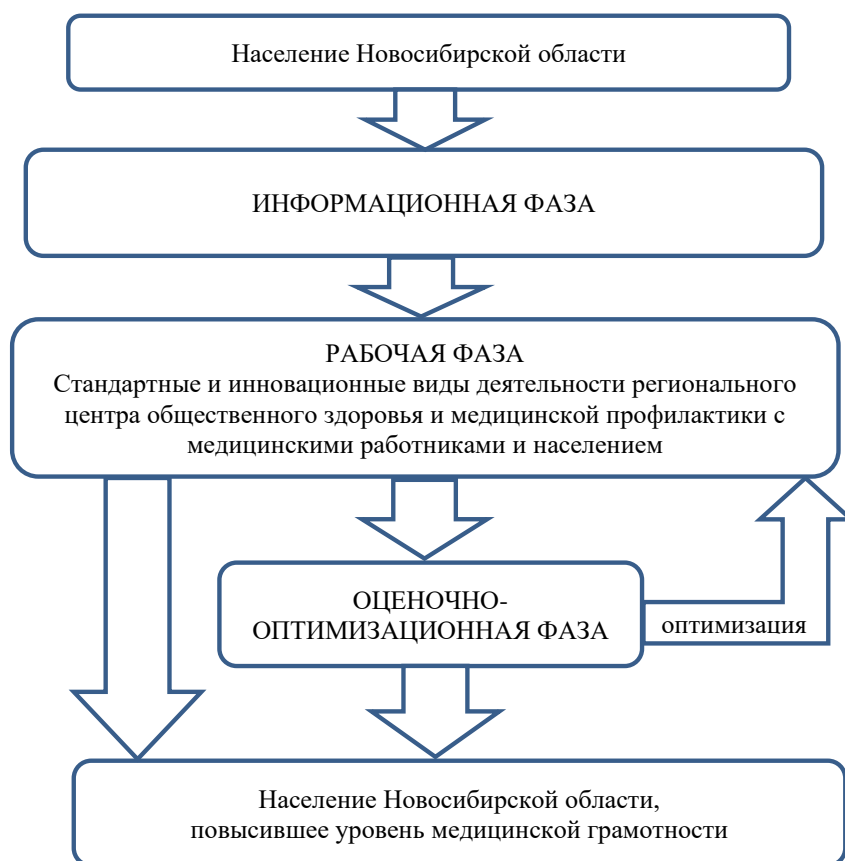 Население Новосибирской области
ИНФОРМАЦИОННАЯ ФАЗА
РАБОЧАЯ ФАЗА
Стандартные и инновационные виды деятельности регионального
центра общественного здоровья и медицинской профилактики с
медицинскими работниками и населением
ОЦЕНОЧНО-
ОПТИМИЗАЦИОННАЯ ФАЗА
оптимизация
Население Новосибирской области,
повысившее уровень медицинской грамотности